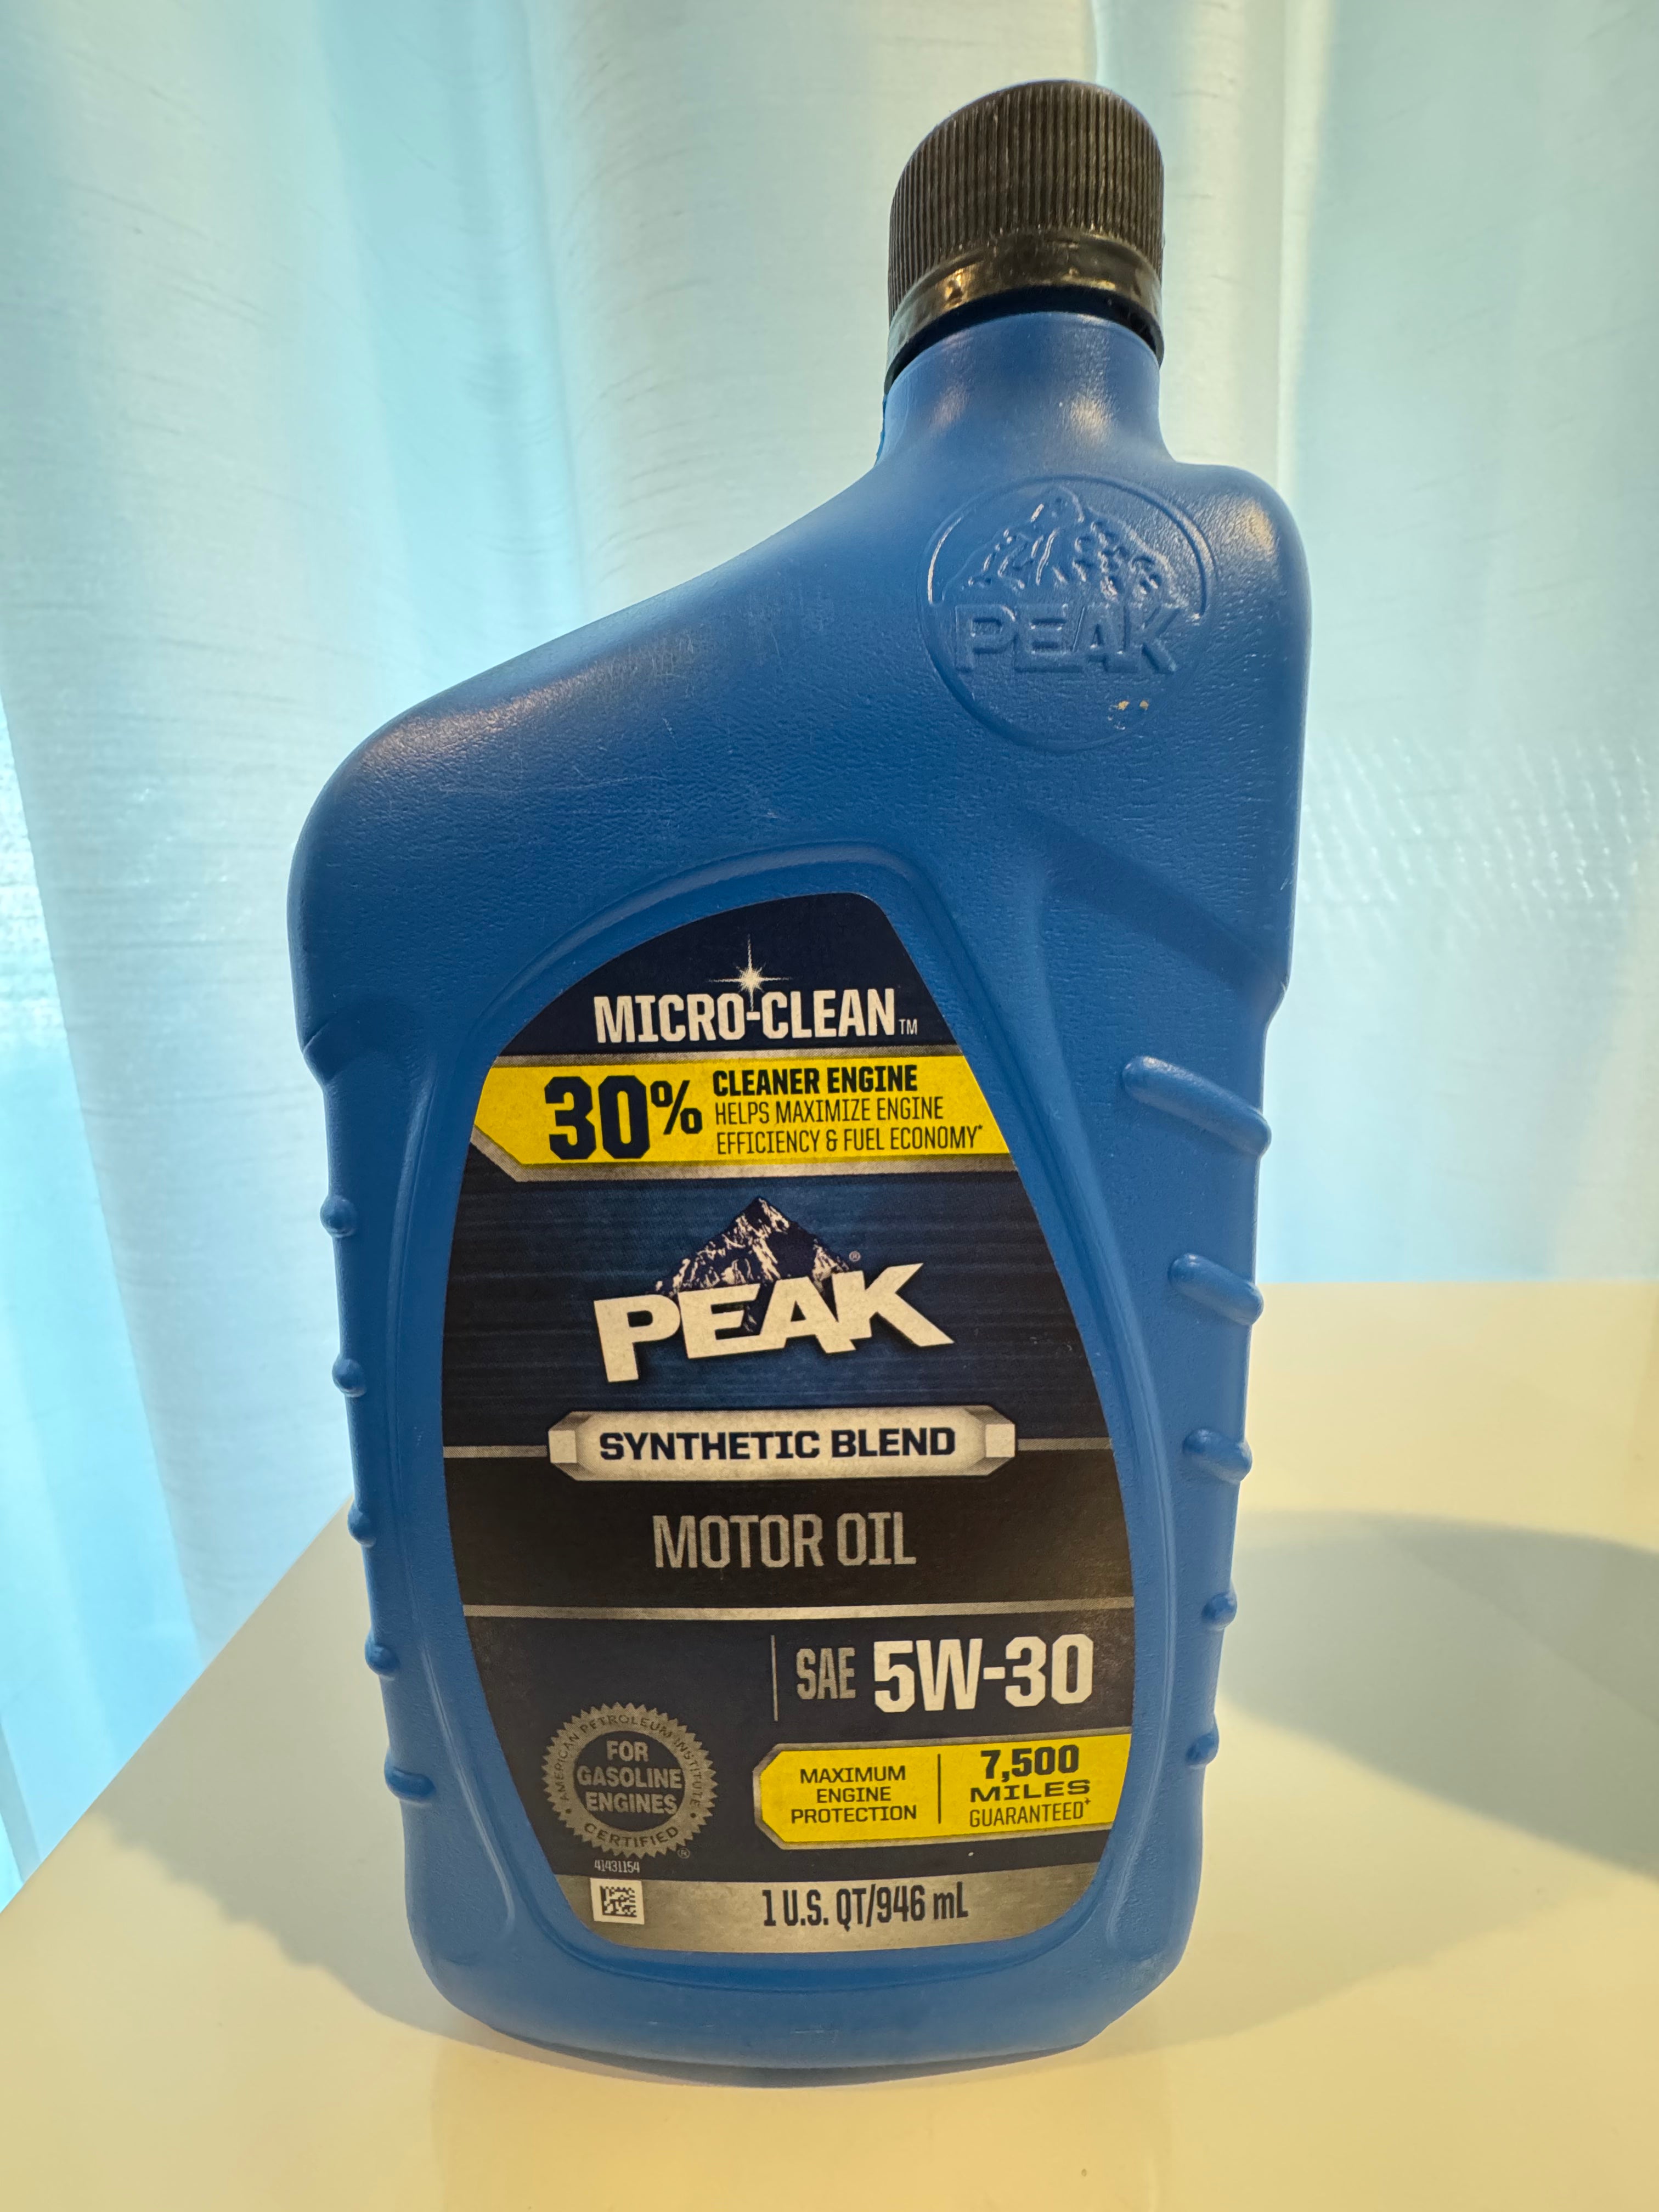 PEAK
MICRO-CLEAN™
30% CLEANER ENGINE
HELPS MAXIMIZE ENGINE
EFFICIENCY & FUEL ECONOMY*
PEAK®
SYNTHETIC BLEND
MOTOR OIL
SAE 5W-30
AMERICAN PETROLEUM INSTITUTE
FOR
GASOLINE
ENGINES
CERTIFIED
®
MAXIMUM
ENGINE
PROTECTION
7,500
MILES
GUARANTEED+
41431154
1 U.S. QT/946 mL